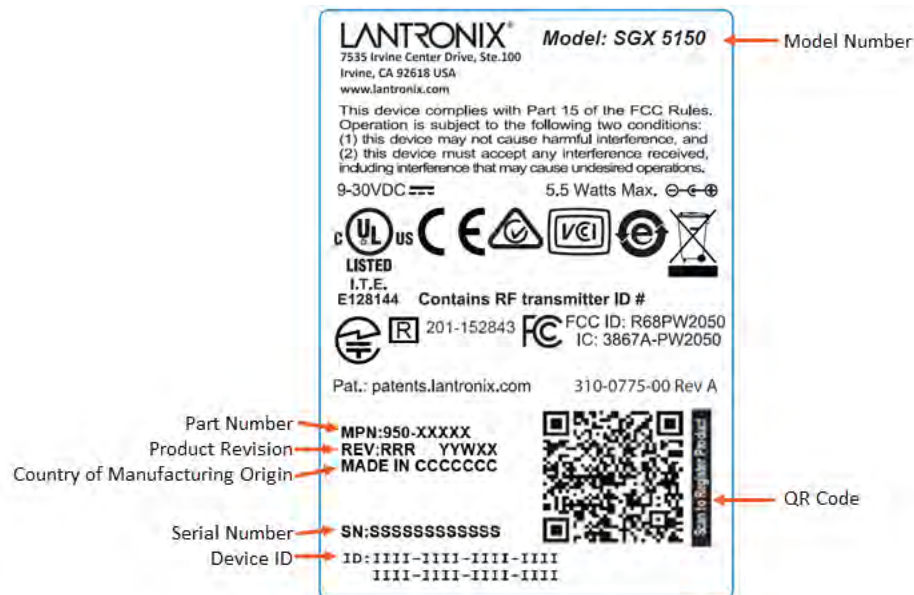 LANTRONIX®
Model: SGX 5150
Model Number
7535 Irvine Center Drive, Ste.100
Irvine, CA 92618 USA
www.lantronix.com
This device complies with Part 15 of the FCC Rules.
Operation is subject to the following two conditions:
(1) this device may not cause harmful interference, and
(2) this device must accept any interference received,
including interference that may cause undesired operations.
9-30VDC
5.5 Watts Max.
C UL US
LISTED
I.T.E.
E128144
CE
VCI
e
Contains RF transmitter ID #
R 201-152843
FC FCC ID: R68PW2050
IC: 3867A-PW2050
Pat.: patents.lantronix.com
310-0775-00 Rev A
Part Number
MPN:950-XXXXX
Product Revision
REV:RRR YYWXX
Country of Manufacturing Origin
MADE IN CCCCCCC
Scan to Register Product
QR Code
Serial Number
SN:SSSSSSSSSSSS
Device ID
ID:IIII-IIII-IIII-IIII
IIII-IIII-IIII-IIII